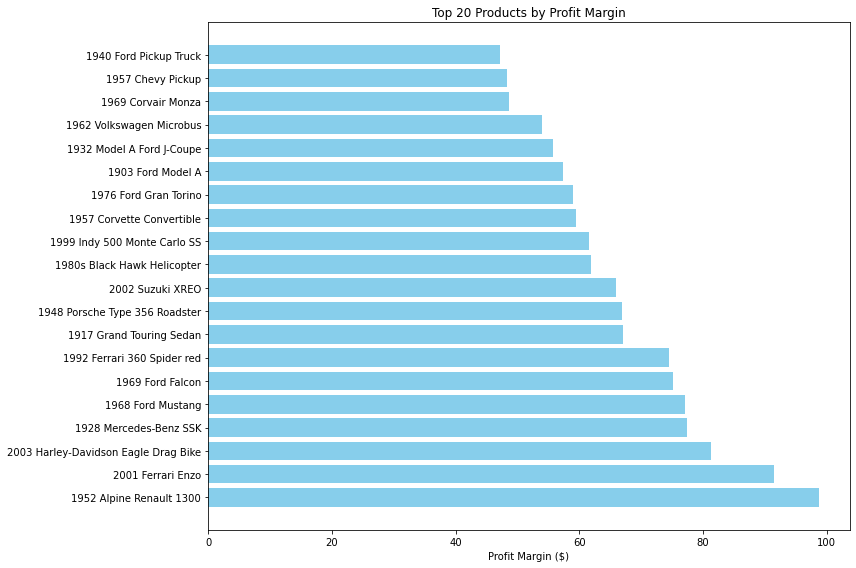 Top 20 Products by Profit Margin
1940 Ford Pickup Truck
1957 Chevy Pickup
1969 Corvair Monza
1962 Volkswagen Microbus
1932 Model A Ford J-Coupe
1903 Ford Model A
1976 Ford Gran Torino
1957 Corvette Convertible
1999 Indy 500 Monte Carlo SS
1980s Black Hawk Helicopter
2002 Suzuki XREO
1948 Porsche Type 356 Roadster
1917 Grand Touring Sedan
1992 Ferrari 360 Spider red
1969 Ford Falcon
1968 Ford Mustang
1928 Mercedes-Benz SSK
2003 Harley-Davidson Eagle Drag Bike
2001 Ferrari Enzo
1952 Alpine Renault 1300
0 20 40 60 80 100
Profit Margin ($)